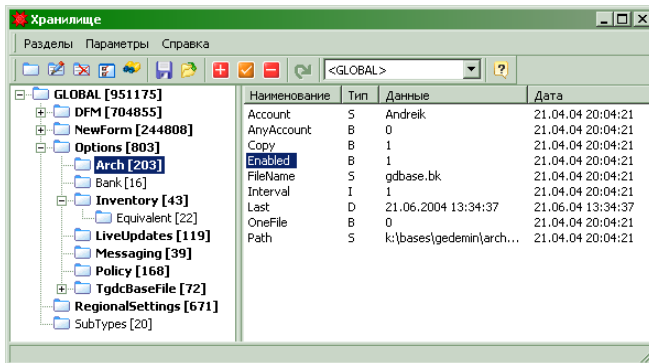 Хранилище
Разделы Параметры Справка
<GLOBAL>
GLOBAL [951175]
DFM [704855]
NewForm [244808]
Options [803]
Arch [203]
Bank [16]
Inventory [43]
Equivalent [22]
LiveUpdates [119]
Messaging [39]
Policy [168]
TgdcBaseFile [72]
RegionalSettings [671]
SubTypes [20]
Наименование Тип Данные Дата
Account S Andreik 21.04.04 20:04:21
AnyAccount B 0 21.04.04 20:04:21
Copy B 1 21.04.04 20:04:21
Enabled B 1 21.04.04 20:04:21
FileName S gdbase.bk 21.04.04 20:04:21
Interval I 1 21.04.04 20:04:21
Last D 21.06.2004 13:34:37 21.06.04 13:34:37
OneFile B 0 21.04.04 20:04:21
Path S k:\bases\gedemin\arch... 21.04.04 20:04:21